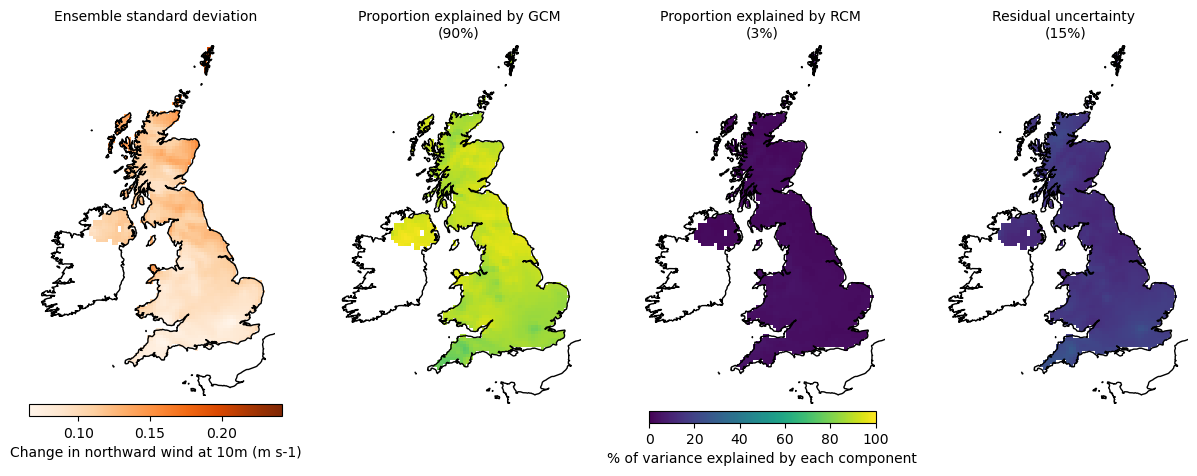 Ensemble standard deviation
Proportion explained by GCM
(90%)
Proportion explained by RCM
(3%)
Residual uncertainty
(15%)
0.10 0.15 0.20
Change in northward wind at 10m (m s-1)
0 20 40 60 80 100
% of variance explained by each component